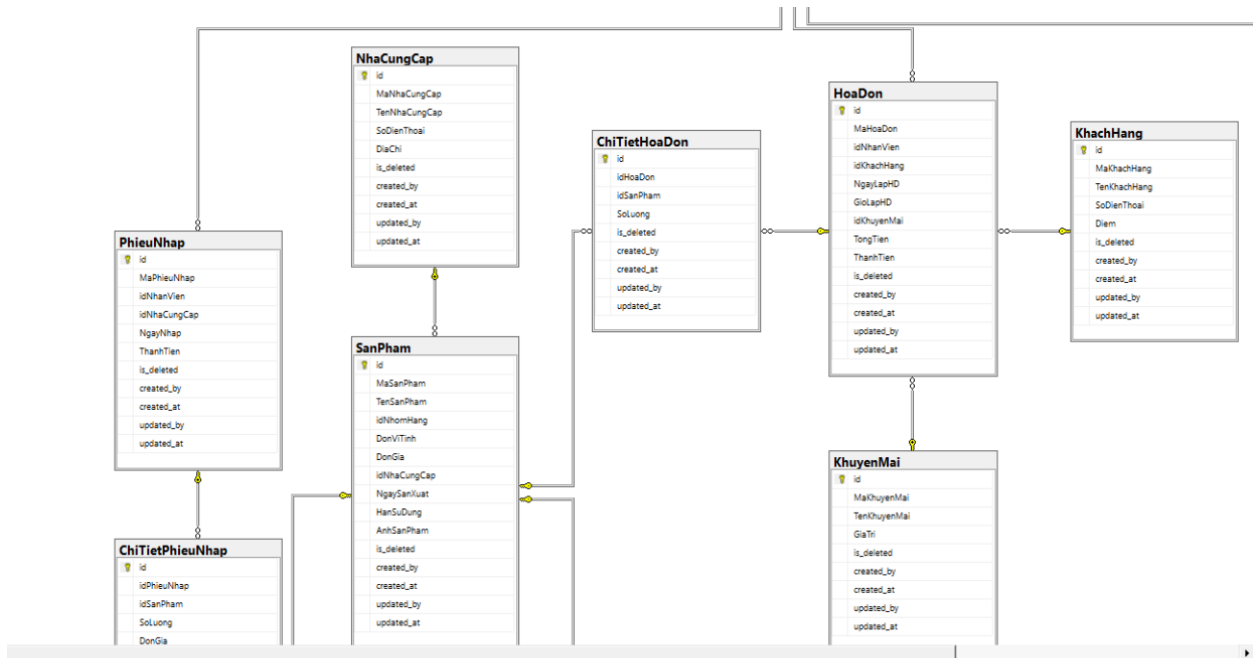 NhaCungCap
id
MaNhaCungCap
TenNhaCungCap
SoDienThoai
DiaChi
is_deleted
created_by
created_at
updated_by
updated_at
HoaDon
id
MaHoaDon
idNhanVien
idKhachHang
NgayLapHD
GioLapHD
idKhuyenMai
TongTien
ThanhTien
is_deleted
created_by
created_at
updated_by
updated_at
KhachHang
id
MaKhachHang
TenKhachHang
SoDienThoai
Diem
is_deleted
created_by
created_at
updated_by
updated_at
ChiTietHoaDon
id
idHoaDon
idSanPham
SoLuong
is_deleted
created_by
created_at
updated_by
updated_at
PhieuNhap
id
MaPhieuNhap
idNhanVien
idNhaCungCap
NgayNhap
ThanhTien
is_deleted
created_by
created_at
updated_by
updated_at
SanPham
id
MaSanPham
TenSanPham
idNhomHang
DonViTinh
DonGia
idNhaCungCap
NgaySanXuat
HanSuDung
AnhSanPham
is_deleted
created_by
created_at
updated_by
updated_at
KhuyenMai
id
MaKhuyenMai
TenKhuyenMai
GiaTri
is_deleted
created_by
created_at
updated_by
updated_at
ChiTietPhieuNhap
id
idPhieuNhap
idSanPham
SoLuong
DonGia